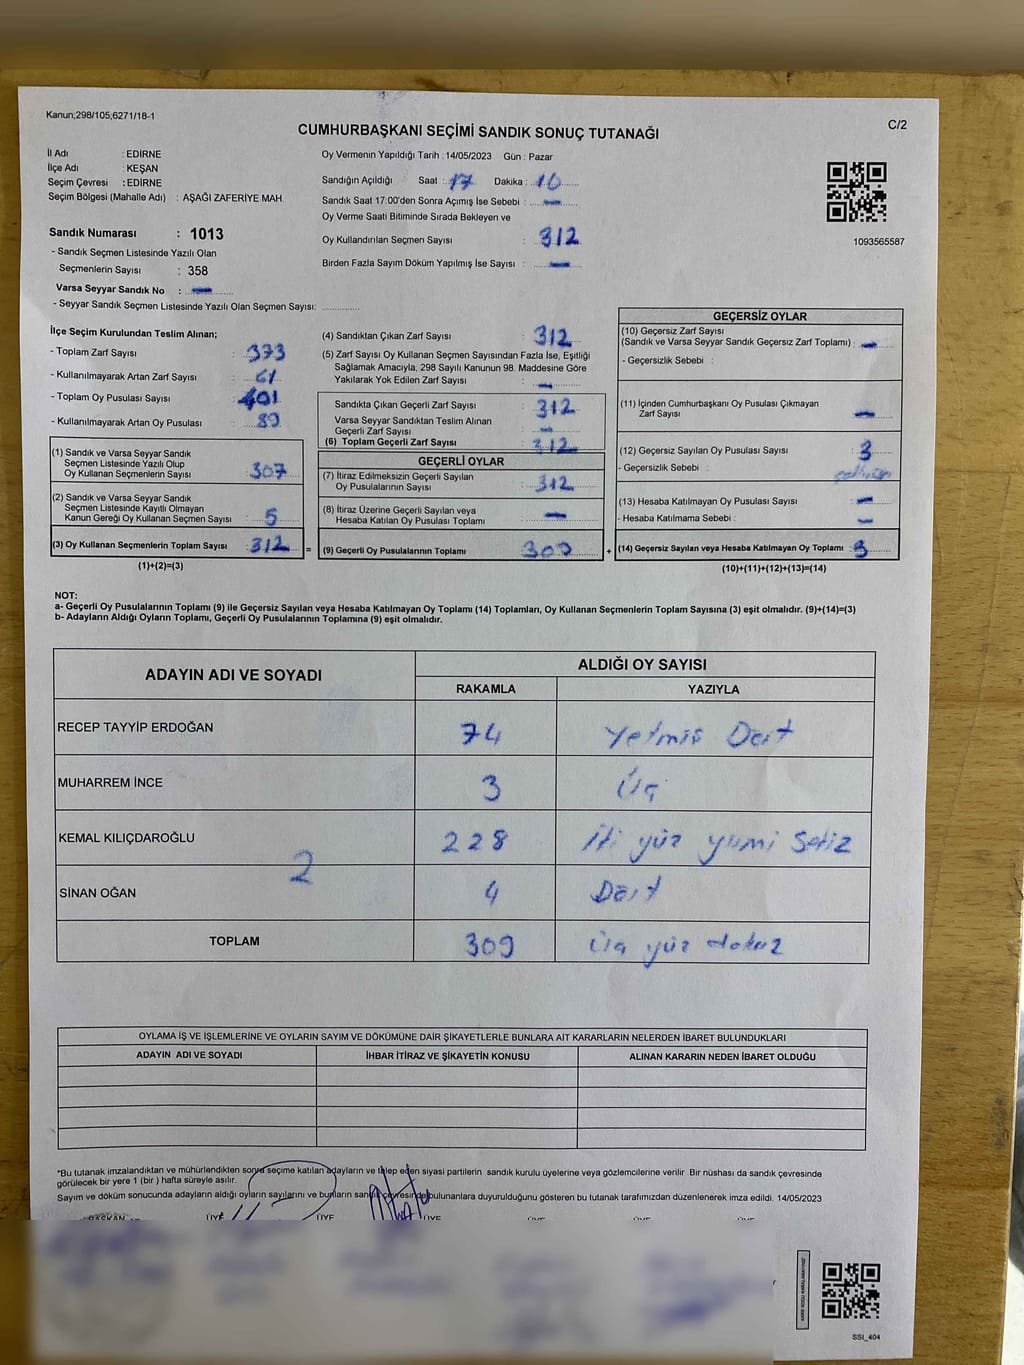 Kanun;298/105;6271/18-1
C/2
CUMHURBAŞKANI SEÇİMİ SANDIK SONUÇ TUTANAĞI
İl Adı : EDİRNE
İlçe Adı : KEŞAN
Seçim Çevresi : EDİRNE
Seçim Bölgesi (Mahalle Adı) : AŞAĞI ZAFERİYE MAH.
Sandık Numarası : 1013
- Sandık Seçmen Listesinde Yazılı Olan
Seçmenlerin Sayısı : 358
Varsa Seyyar Sandık No : —
- Seyyar Sandık Seçmen Listesinde Yazılı Olan Seçmen Sayısı: ..............
Oy Vermenin Yapıldığı Tarih : 14/05/2023 Gün : Pazar
Sandığın Açıldığı Saat : 17 Dakika : 10
Sandık Saat 17:00'den Sonra Açımış İse Sebebi : —
Oy Verme Saati Bitiminde Sırada Bekleyen ve
Oy Kullandırılan Seçmen Sayısı : 312
Birden Fazla Sayım Döküm Yapılmış İse Sayısı : —
1093565587
İlçe Seçim Kurulundan Teslim Alınan;
- Toplam Zarf Sayısı : 373
- Kullanılmayarak Artan Zarf Sayısı : 61
- Toplam Oy Pusulası Sayısı : 401
- Kullanılmayarak Artan Oy Pusulası : 89
(1) Sandık ve Varsa Seyyar Sandık
Seçmen Listesinde Yazılı Olup
Oy Kullanan Seçmenlerin Sayısı : 307
(2) Sandık ve Varsa Seyyar Sandık
Seçmen Listesinde Kayıtlı Olmayan
Kanun Gereği Oy Kullanan Seçmen Sayısı : 5
(3) Oy Kullanan Seçmenlerin Toplam Sayısı : 312
(1)+(2)=(3)
(4) Sandıktan Çıkan Zarf Sayısı : 312
(5) Zarf Sayısı Oy Kullanan Seçmen Sayısından Fazla İse, Eşitliği
Sağlamak Amacıyla, 298 Sayılı Kanunun 98. Maddesine Göre
Yakılarak Yok Edilen Zarf Sayısı : —
Sandıkta Çıkan Geçerli Zarf Sayısı : 312
Varsa Seyyar Sandıktan Teslim Alınan
Geçerli Zarf Sayısı : —
(6) Toplam Geçerli Zarf Sayısı : 312
GEÇERLİ OYLAR
(7) İtiraz Edilmeksizin Geçerli Sayılan
Oy Pusulalarının Sayısı : 312
(8) İtiraz Üzerine Geçerli Sayılan veya
Hesaba Katılan Oy Pusulası Toplamı : —
= (9) Geçerli Oy Pusulalarının Toplamı : 309 +
GEÇERSİZ OYLAR
(10) Geçersiz Zarf Sayısı
(Sandık ve Varsa Seyyar Sandık Geçersiz Zarf Toplamı) : —
- Geçersizlik Sebebi :
(11) İçinden Cumhurbaşkanı Oy Pusulası Çıkmayan
Zarf Sayısı : —
(12) Geçersiz Sayılan Oy Pusulası Sayısı : 3
- Geçersizlik Sebebi :
(13) Hesaba Katılmayan Oy Pusulası Sayısı : —
- Hesaba Katılmama Sebebi : —
(14) Geçersiz Sayılan veya Hesaba Katılmayan Oy Toplamı : 3
(10)+(11)+(12)+(13)=(14)
NOT:
a- Geçerli Oy Pusulalarının Toplamı (9) ile Geçersiz Sayılan veya Hesaba Katılmayan Oy Toplamı (14) Toplamları, Oy Kullanan Seçmenlerin Toplam Sayısına (3) eşit olmalıdır. (9)+(14)=(3)
b- Adayların Aldığı Oyların Toplamı, Geçerli Oy Pusulalarının Toplamına (9) eşit olmalıdır.
ADAYIN ADI VE SOYADI ALDIĞI OY SAYISI
RAKAMLA YAZIYLA
RECEP TAYYİP ERDOĞAN 74 Yetmiş Dört
MUHARREM İNCE 3 Üç
KEMAL KILIÇDAROĞLU 228 İki yüz yirmi Sekiz
2
SİNAN OĞAN 4 Dört
TOPLAM 309 Üç yüz dokuz
OYLAMA İŞ VE İŞLEMLERİNE VE OYLARIN SAYIM VE DÖKÜMÜNE DAİR ŞİKAYETLERLE BUNLARA AİT KARARLARIN NELERDEN İBARET BULUNDUKLARI
ADAYIN ADI VE SOYADI İHBAR İTİRAZ VE ŞİKAYETİN KONUSU ALINAN KARARIN NEDEN İBARET OLDUĞU
*Bu tutanak imzalandıktan ve mühürlendikten sonra seçime katılan adayların ve talep eden siyasi partilerin sandık kurulu üyelerine veya gözlemcilerine verilir. Bir nüshası da sandık çevresinde
görülecek bir yere 1 (bir) hafta süreyle asılır.
Sayım ve döküm sonucunda adayların aldığı oyların sayılarını ve bunların sandık çevresinde bulunanlara duyurulduğunu gösteren bu tutanak tarafımızdan düzenlenerek imza edildi. 14/05/2023
BAŞKAN ÜYE ÜYE ÜYE ÜYE ÜYE ÜYE
SSI_404